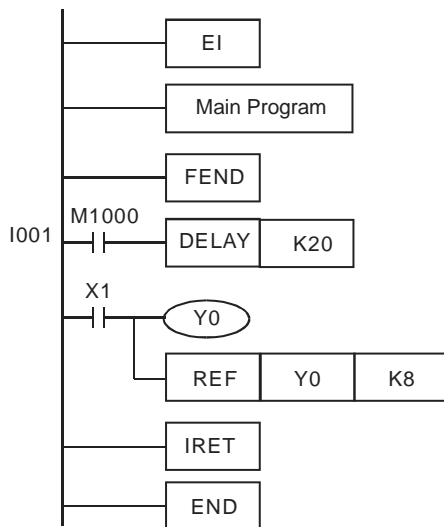 EI
Main Program
FEND
M1000
I001 DELAY K20
X1
Y0
REF Y0 K8
IRET
END